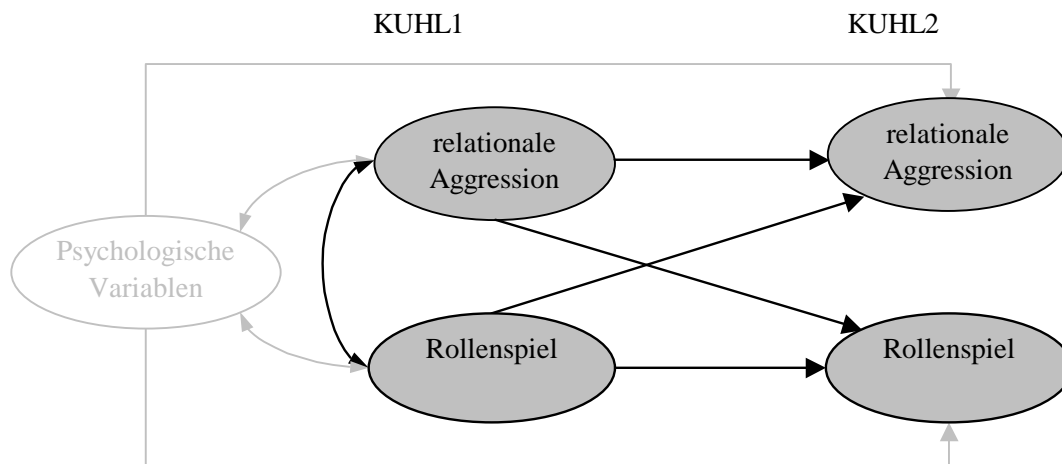 KUHL1
KUHL2
relationale
Aggression
relationale
Aggression
Psychologische
Variablen
Rollenspiel
Rollenspiel